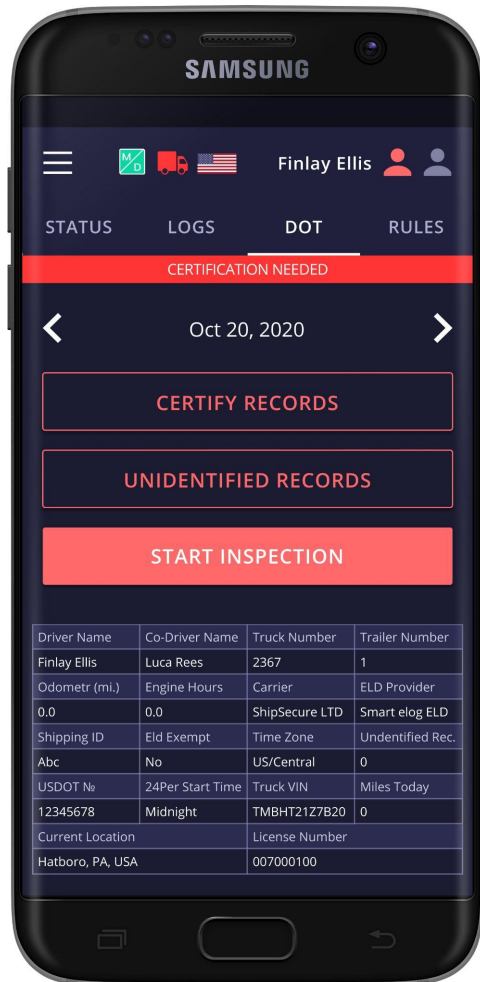 SAMSUNG
M/D
Finlay Ellis
STATUS LOGS DOT RULES
CERTIFICATION NEEDED
Oct 20, 2020
CERTIFY RECORDS
UNIDENTIFIED RECORDS
START INSPECTION
Driver Name Co-Driver Name Truck Number Trailer Number
Finlay Ellis Luca Rees 2367 1
Odometr (mi.) Engine Hours Carrier ELD Provider
0.0 0.0 ShipSecure LTD Smart elog ELD
Shipping ID Eld Exempt Time Zone Undentified Rec.
Abc No US/Central 0
USDOT № 24Per Start Time Truck VIN Miles Today
12345678 Midnight TMBHT21Z7B20 0
Current Location License Number
Hatboro, PA, USA 007000100